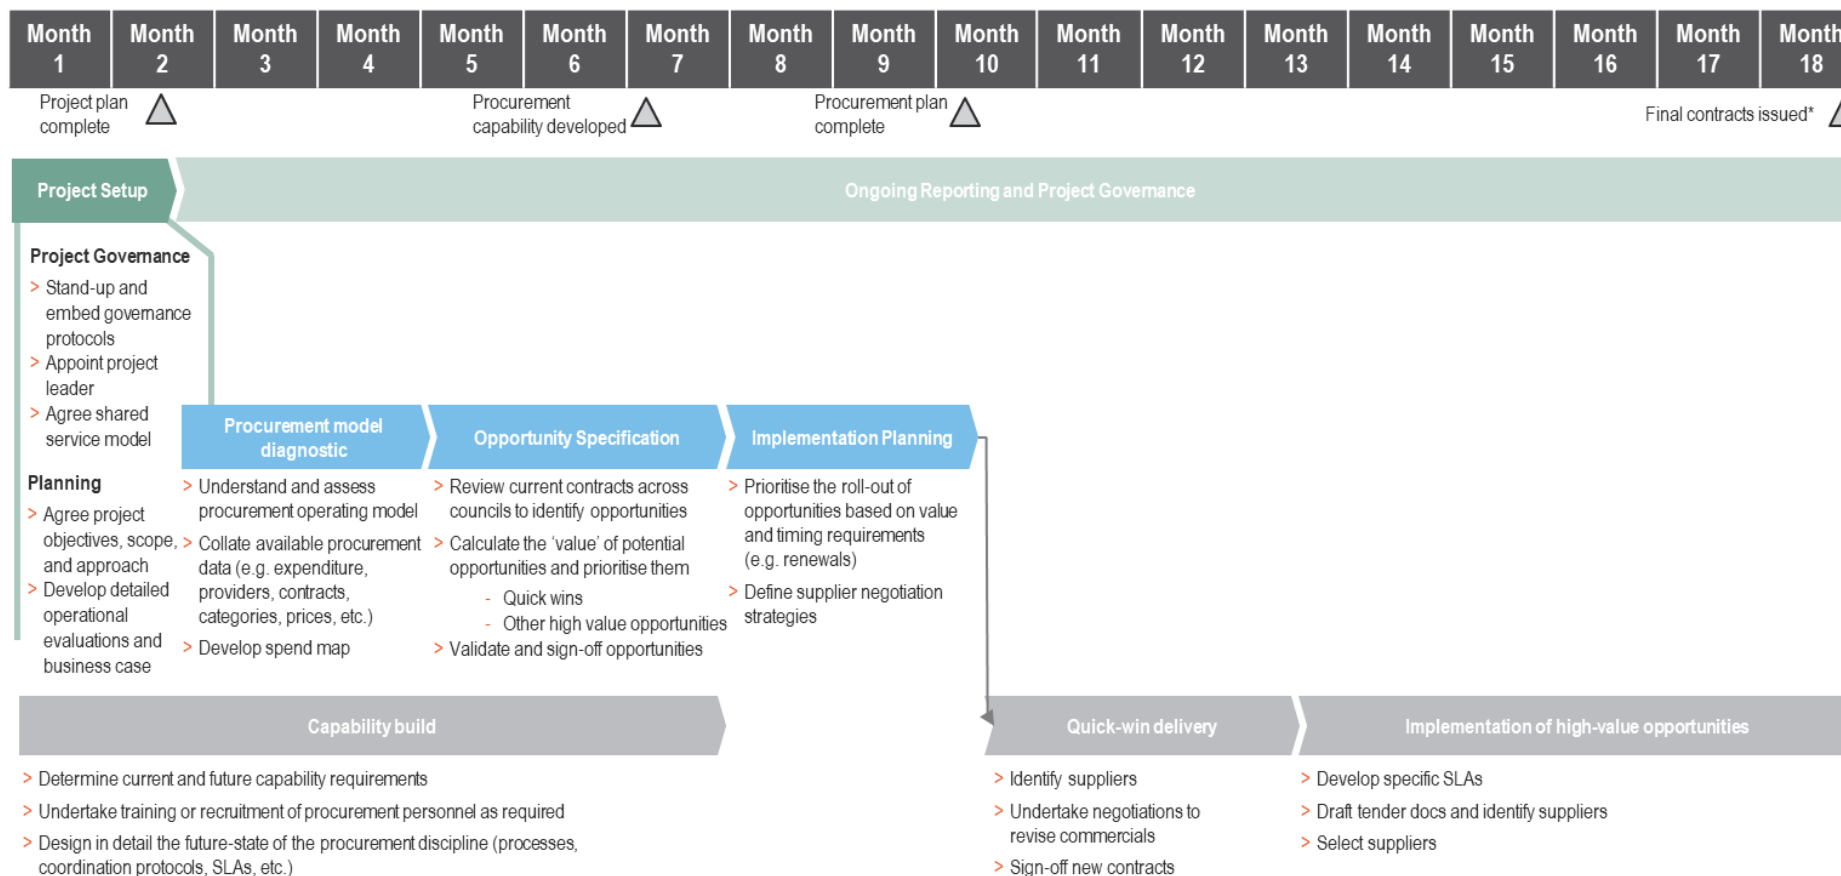 Month 1
Month 2
Month 3
Month 4
Month 5
Month 6
Month 7
Month 8
Month 9
Month 10
Month 11
Month 12
Month 13
Month 14
Month 15
Month 16
Month 17
Month 18
Project plan
complete
Procurement
capability developed
Procurement plan
complete
Final contracts issued*
Project Setup
Ongoing Reporting and Project Governance
Project Governance
> Stand-up and
embed governance
protocols
> Appoint project
leader
> Agree shared
service model
Planning
> Agree project
objectives, scope,
and approach
> Develop detailed
operational
evaluations and
business case
Procurement model
diagnostic
> Understand and assess
procurement operating model
> Collate available procurement
data (e.g. expenditure,
providers, contracts,
categories, prices, etc.)
> Develop spend map
Opportunity Specification
> Review current contracts across
councils to identify opportunities
> Calculate the ‘value’ of potential
opportunities and prioritise them
- Quick wins
- Other high value opportunities
> Validate and sign-off opportunities
Implementation Planning
> Prioritise the roll-out of
opportunities based on value
and timing requirements
(e.g. renewals)
> Define supplier negotiation
strategies
Capability build
> Determine current and future capability requirements
> Undertake training or recruitment of procurement personnel as required
> Design in detail the future-state of the procurement discipline (processes,
coordination protocols, SLAs, etc.)
Quick-win delivery
> Identify suppliers
> Undertake negotiations to
revise commercials
> Sign-off new contracts
Implementation of high-value opportunities
> Develop specific SLAs
> Draft tender docs and identify suppliers
> Select suppliers